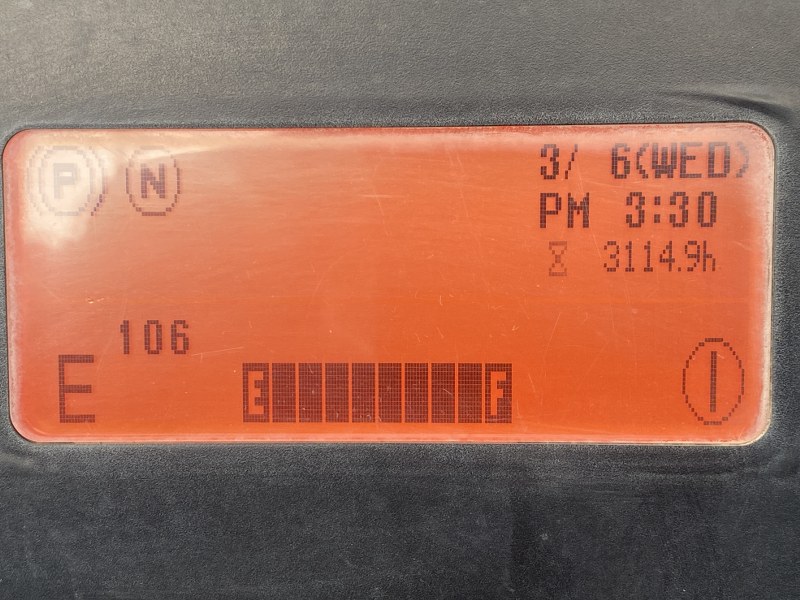 P N
3/ 6(WED)
PM 3:30
3114.9h
106
E
E F
I